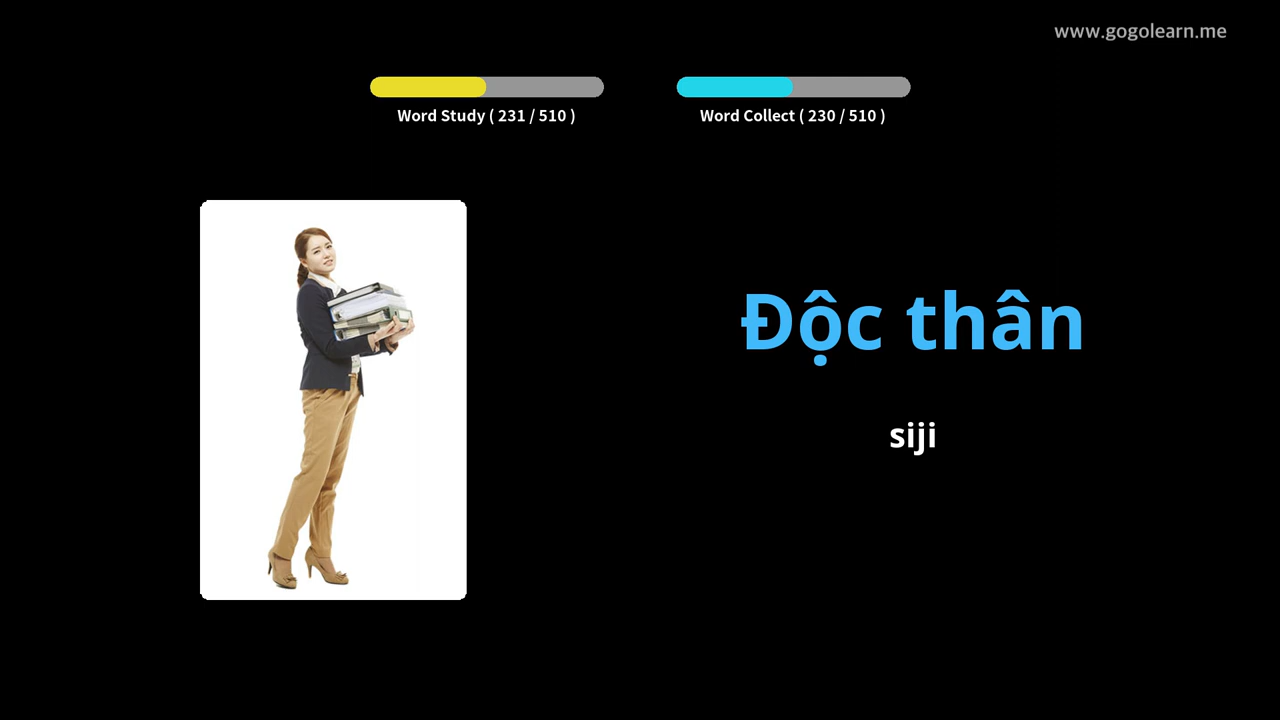 www.gogolearn.me
Word Study ( 231 / 510 )
Word Collect ( 230 / 510 )
Độc thân
siji